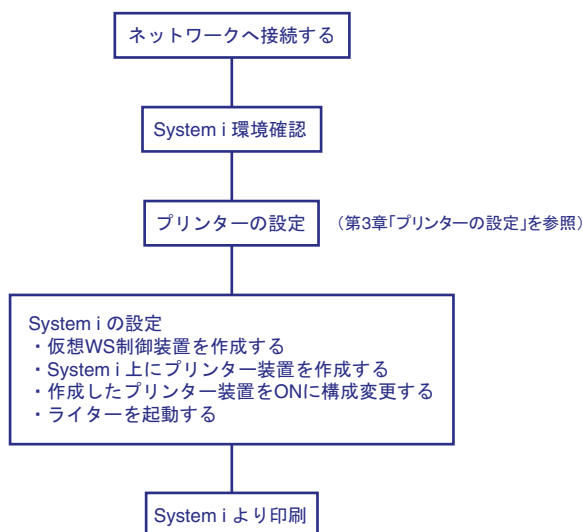 ネットワークへ接続する
System i 環境確認
プリンターの設定 (第3章「プリンターの設定」を参照)
System i の設定
・仮想WS制御装置を作成する
・System i 上にプリンター装置を作成する
・作成したプリンター装置をONに構成変更する
・ライターを起動する
System i より印刷